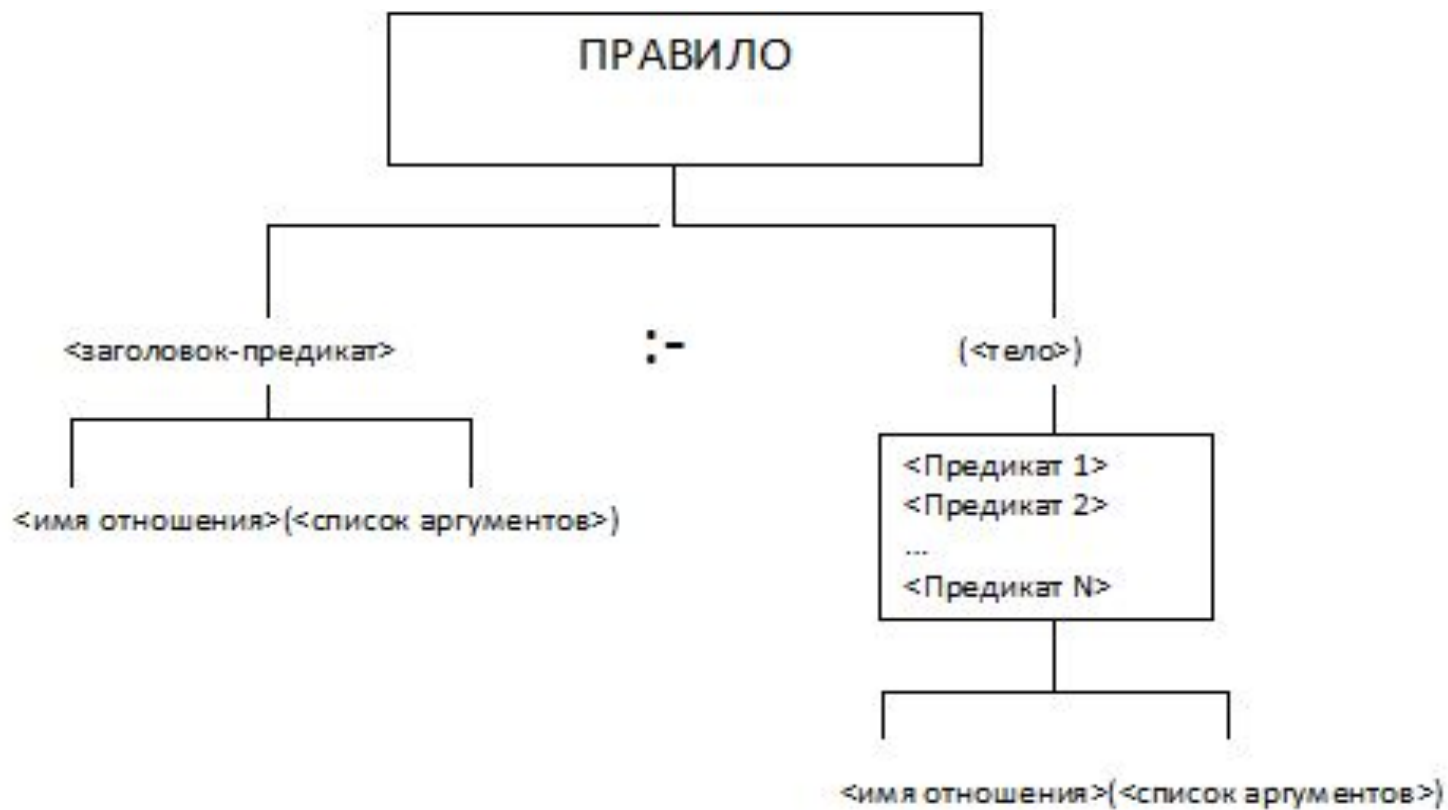 ПРАВИЛО
<заголовок-предикат> :- (<тело>)
<имя отношения>(<список аргументов>)
<Предикат 1>
<Предикат 2>
...
<Предикат N>
<имя отношения>(<список аргументов>)